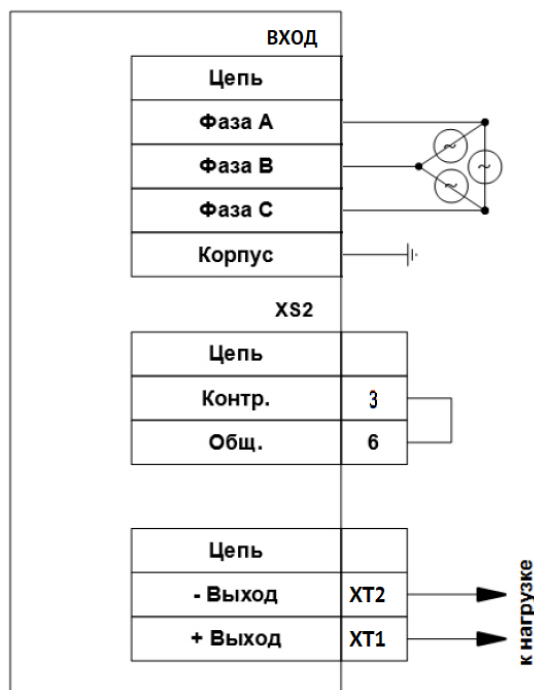 ВХОД
Цепь
Фаза А
Фаза В
Фаза С
Корпус
XS2
Цепь
Контр. 3
Общ. 6
Цепь
- Выход XT2
+ Выход XT1
к нагрузке